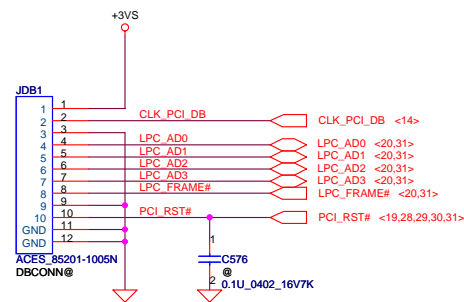 +3VS
JDB1
1 1
2 2 CLK_PCI_DB CLK_PCI_DB <14>
3 3
4 4 LPC_AD0 LPC_AD0 <20,31>
5 5 LPC_AD1 LPC_AD1 <20,31>
6 6 LPC_AD2 LPC_AD2 <20,31>
7 7 LPC_AD3 LPC_AD3 <20,31>
8 8 LPC_FRAME# LPC_FRAME# <20,31>
9 9
10 10 PCI_RST# PCI_RST# <19,28,29,30,31>
GND 11
GND 12
1
ACES_85201-1005N
DBCONN@
C576
@
2
0.1U_0402_16V7K